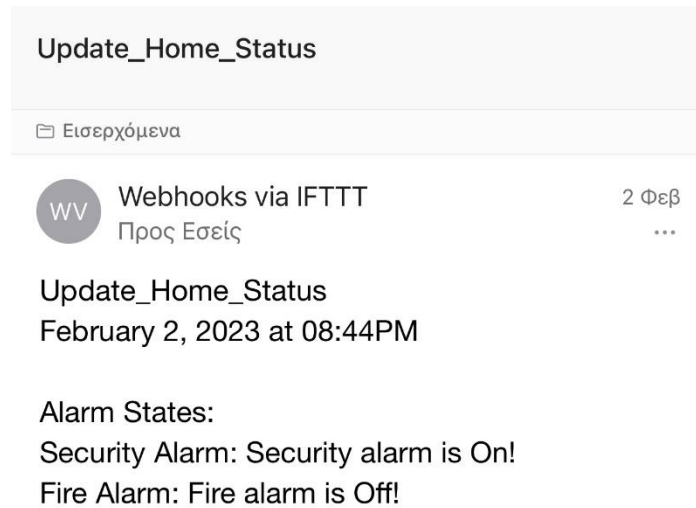 Update_Home_Status
Εισερχόμενα
WV
Webhooks via IFTTT
2 Φεβ
Προς Εσείς
...
Update_Home_Status
February 2, 2023 at 08:44PM
Alarm States:
Security Alarm: Security alarm is On!
Fire Alarm: Fire alarm is Off!